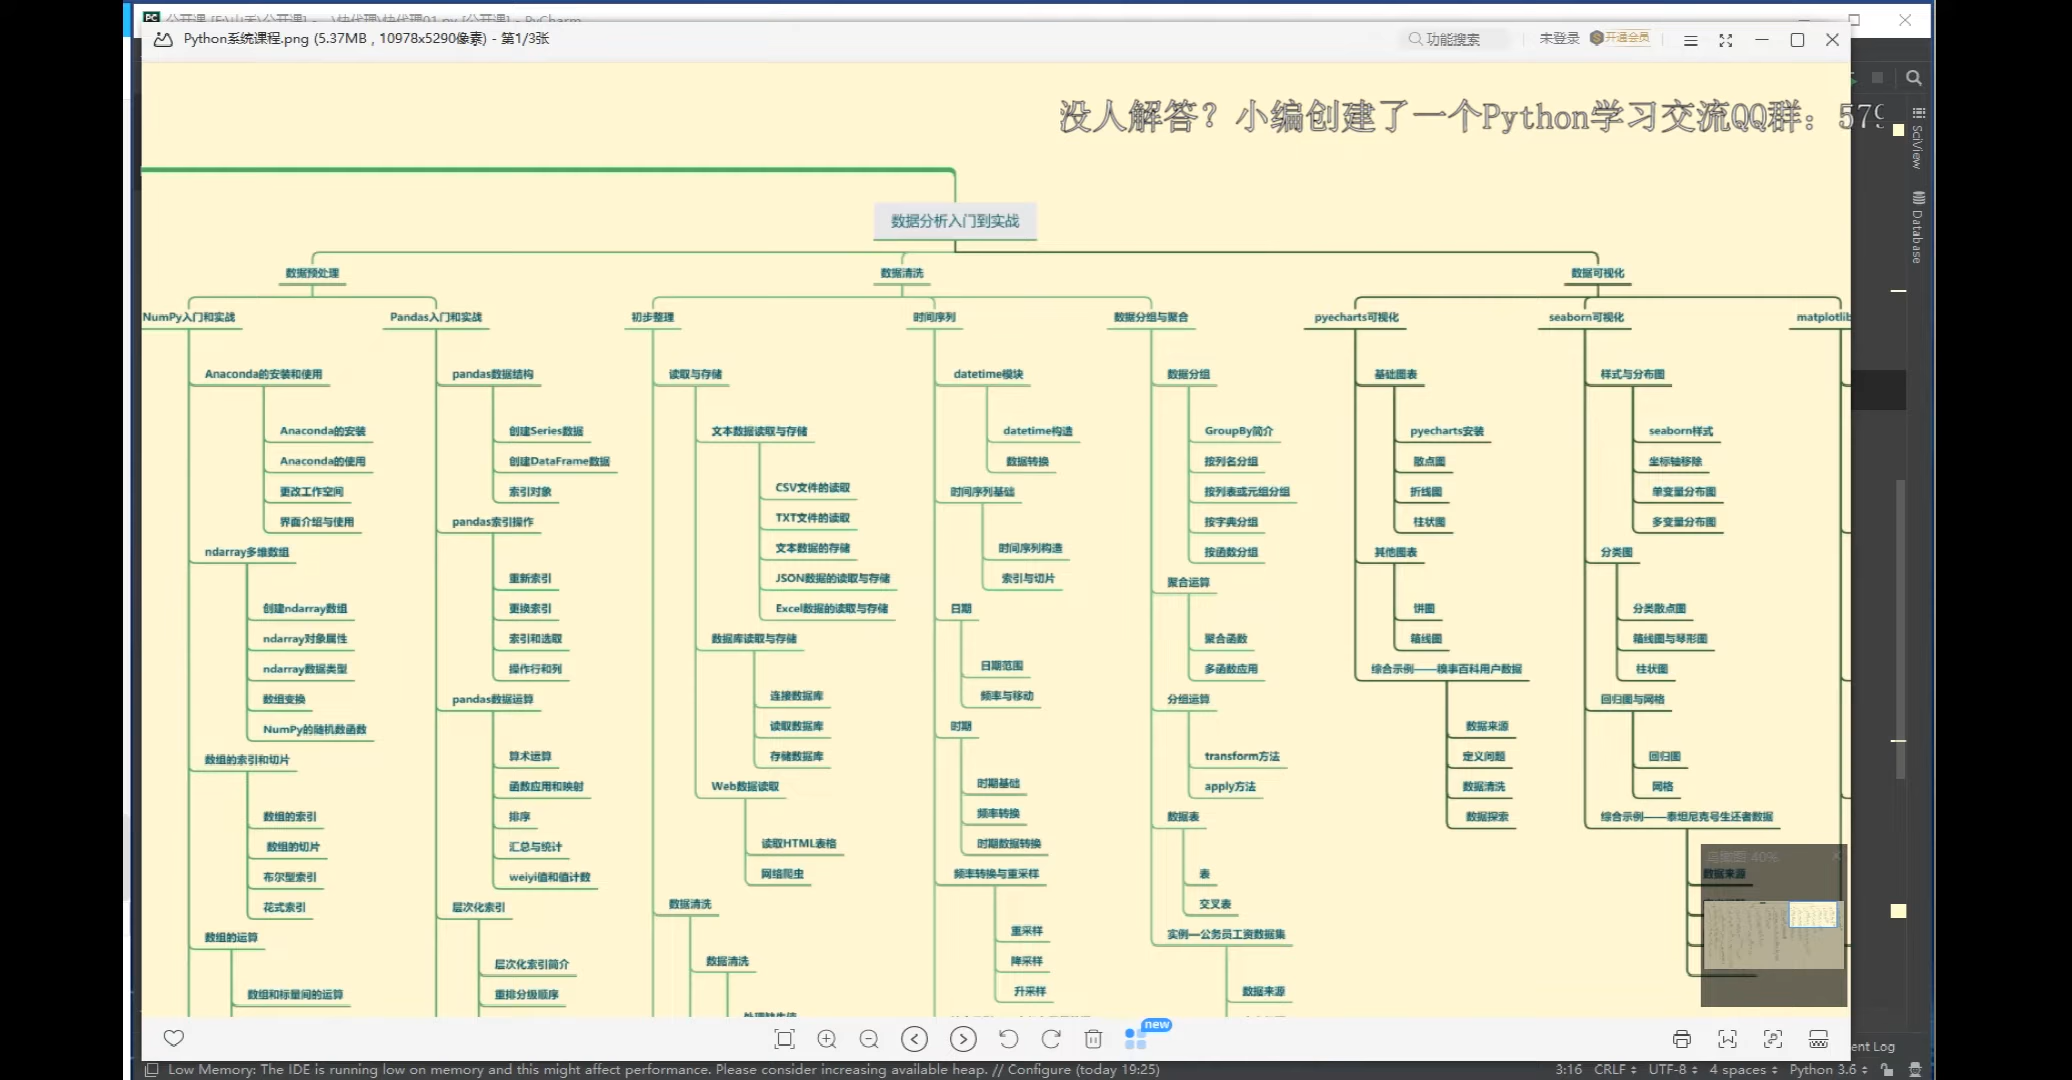 Python系统课程.png (5.37MB , 10978x5290像素) - 第1/3张
功能搜索
未登录
开通会员
没人解答？小编创建了一个Python学习交流QQ群：579
SciView
Database
数据分析入门到实战
数据预处理
数据清洗
数据可视化
NumPy入门和实战
Pandas入门和实战
初步整理
时间序列
数据分组与聚合
pyecharts可视化
seaborn可视化
matplotlib
Anaconda的安装和使用
Anaconda的安装
Anaconda的使用
更改工作空间
界面介绍与使用
ndarray多维数组
创建ndarray数组
ndarray对象属性
ndarray数据类型
数组变换
NumPy的随机数函数
数组的索引和切片
数组的索引
数组的切片
布尔型索引
花式索引
数组的运算
数组和标量间的运算
pandas数据结构
创建Series数据
创建DataFrame数据
索引对象
pandas索引操作
重新索引
更换索引
索引和选取
操作行和列
pandas数据运算
算术运算
函数应用和映射
排序
汇总与统计
weiyi值和值计数
层次化索引
层次化索引简介
重排分级顺序
读取与存储
文本数据读取与存储
CSV文件的读取
TXT文件的读取
文本数据的存储
JSON数据的读取与存储
Excel数据的读取与存储
数据库读取与存储
连接数据库
读取数据库
存储数据库
Web数据读取
读取HTML表格
网络爬虫
数据清洗
数据清洗
datetime模块
datetime构造
数据转换
时间序列基础
时间序列构造
索引与切片
日期
日期范围
频率与移动
时期
时期基础
频率转换
时期数据转换
频率转换与重采样
重采样
降采样
升采样
数据分组
GroupBy简介
按列名分组
按列表或元组分组
按字典分组
按函数分组
聚合运算
聚合函数
多函数应用
分组运算
transform方法
apply方法
数据表
表
交叉表
实例—公务员工资数据集
数据来源
基础图表
pyecharts安装
散点图
折线图
柱状图
其他图表
饼图
箱线图
综合示例——糗事百科用户数据
数据来源
定义问题
数据清洗
数据探索
样式与分布图
seaborn样式
坐标轴移除
单变量分布图
多变量分布图
分类图
分类散点图
箱线图与琴形图
柱状图
回归图与网格
回归图
网格
综合示例——泰坦尼克号生还者数据
鸟瞰图 40%
数据来源
new
ent Log
Low Memory: The IDE is running low on memory and this might affect performance. Please consider increasing available heap. // Configure (today 19:25)
3:16 CRLF UTF-8 4 spaces Python 3.6